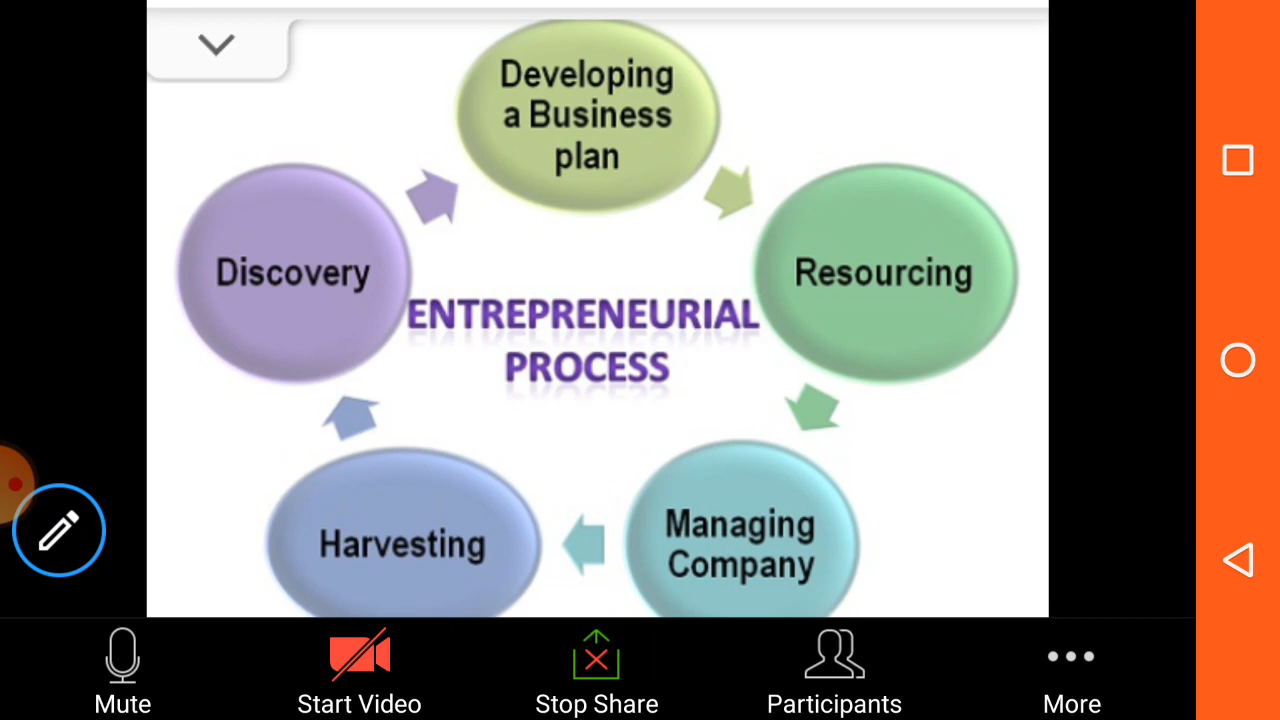 Developing
a Business
plan
Discovery
Resourcing
ENTREPRENEURIAL
PROCESS
Harvesting
Managing
Company
Mute
Start Video
Stop Share
Participants
More